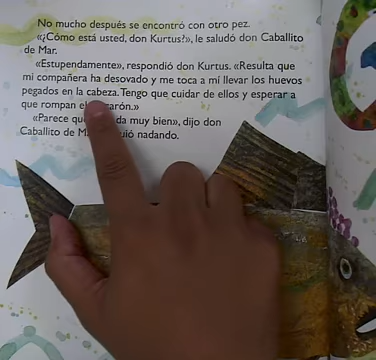 No mucho después se encontró con otro pez.
«¿Cómo está usted, don Kurtus?», le saludó don Caballito
de Mar.
«Estupendamente», respondió don Kurtus. «Resulta que
mi compañera ha desovado y me toca a mí llevar los huevos
pegados en la cabeza. Tengo que cuidar de ellos y esperar a
que rompan el
«Parece que da muy bien», dijo don
Caballito de nadando.